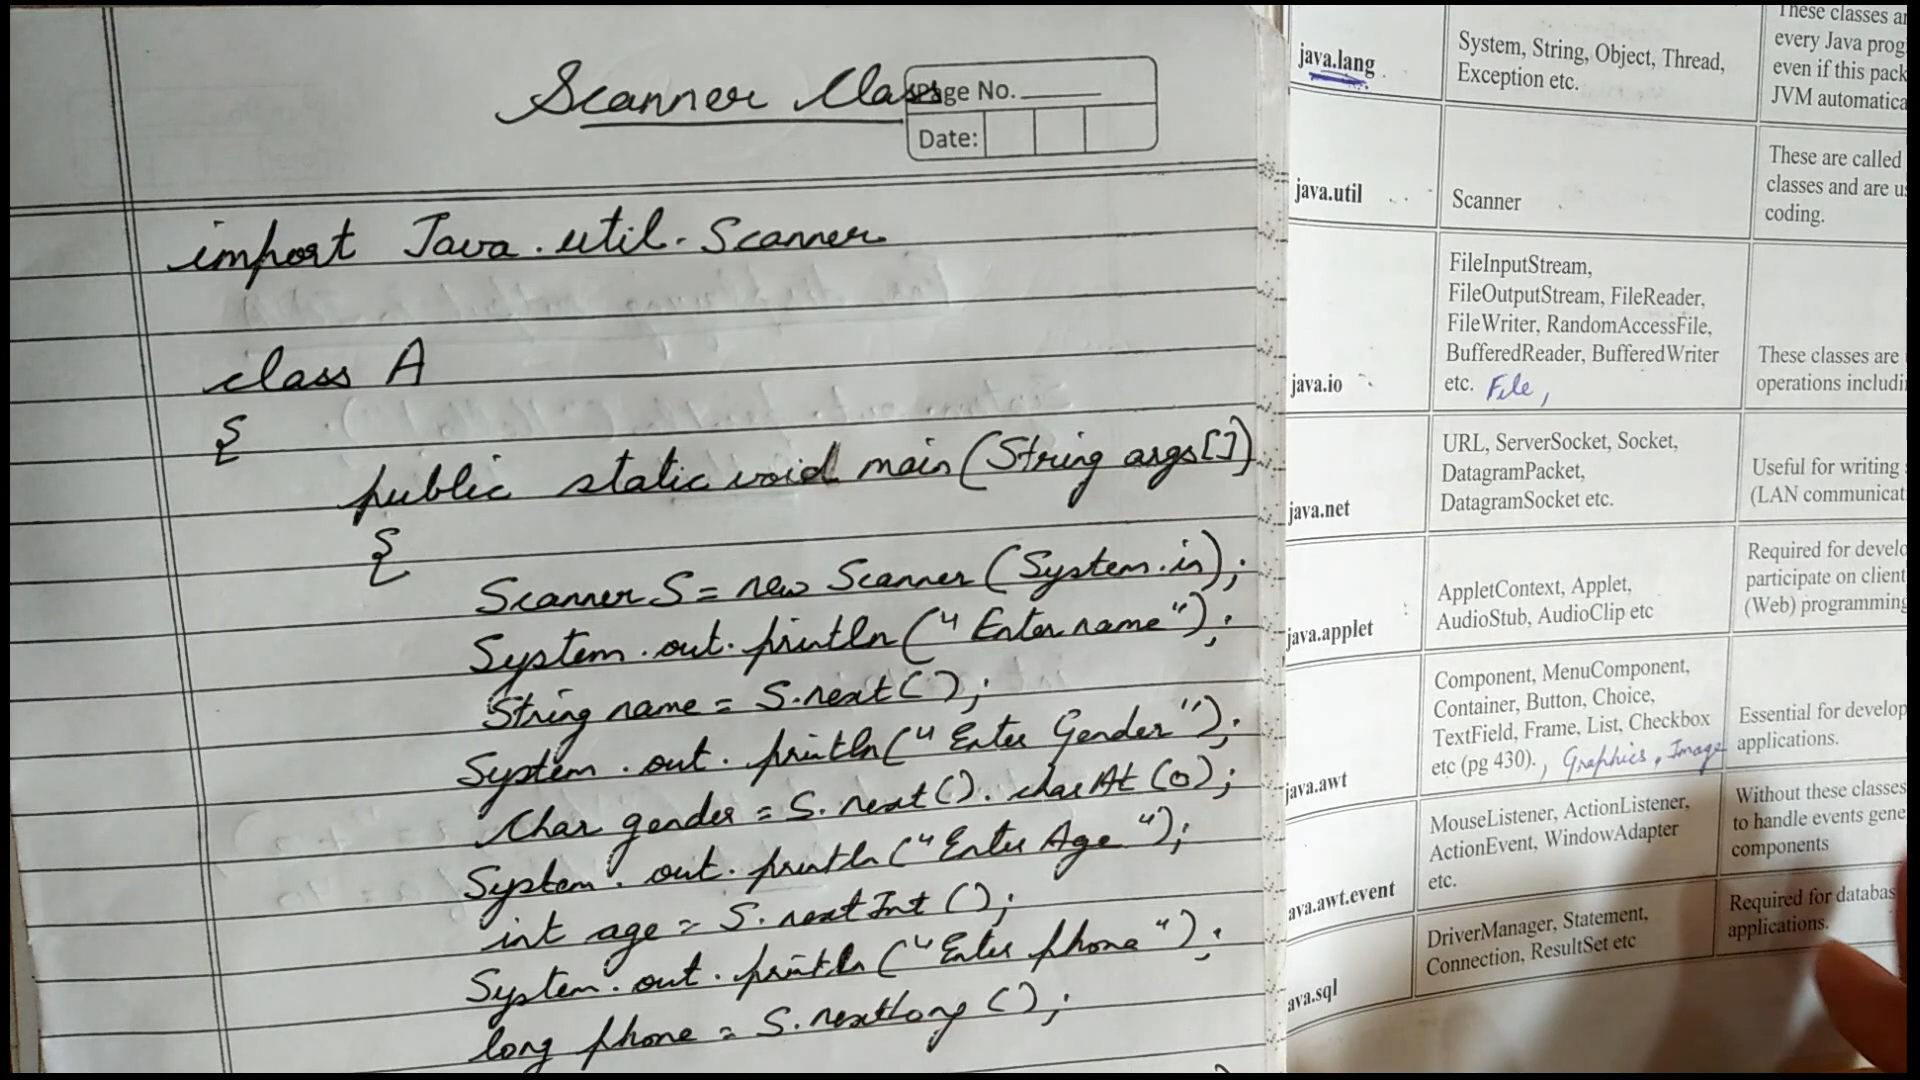 Scanner Class
Page No.
Date:
import Java.util.Scanner
class A
{
public static void main(String args[])
{
Scanner S = new Scanner (System.in);
System.out.println("Enter name");
String name = S.next();
System.out.println("Enter Gender");
Char gender = S.next().charAt(0);
System.out.println("Enter Age");
int age = S.nextInt();
System.out.println("Enter phone");
long phone = S.nextLong();
java.lang
System, String, Object, Thread,
Exception etc.
These classes a
every Java prog
even if this pack
JVM automatica
java.util
Scanner
These are called
classes and are u
coding.
java.io
FileInputStream,
FileOutputStream, FileReader,
FileWriter, RandomAccessFile,
BufferedReader, BufferedWriter
etc. File,
These classes are
operations includi
java.net
URL, ServerSocket, Socket,
DatagramPacket,
DatagramSocket etc.
Useful for writing
(LAN communicat
java.applet
AppletContext, Applet,
AudioStub, AudioClip etc
Required for develo
participate on client
(Web) programming
java.awt
Component, MenuComponent,
Container, Button, Choice,
TextField, Frame, List, Checkbox
etc (pg 430)., Graphics, Image
Essential for develop
applications.
ava.awt.event
MouseListener, ActionListener,
ActionEvent, WindowAdapter
etc.
Without these classes
to handle events gene
components
ava.sql
DriverManager, Statement,
Connection, ResultSet etc
Required for databas
applications.